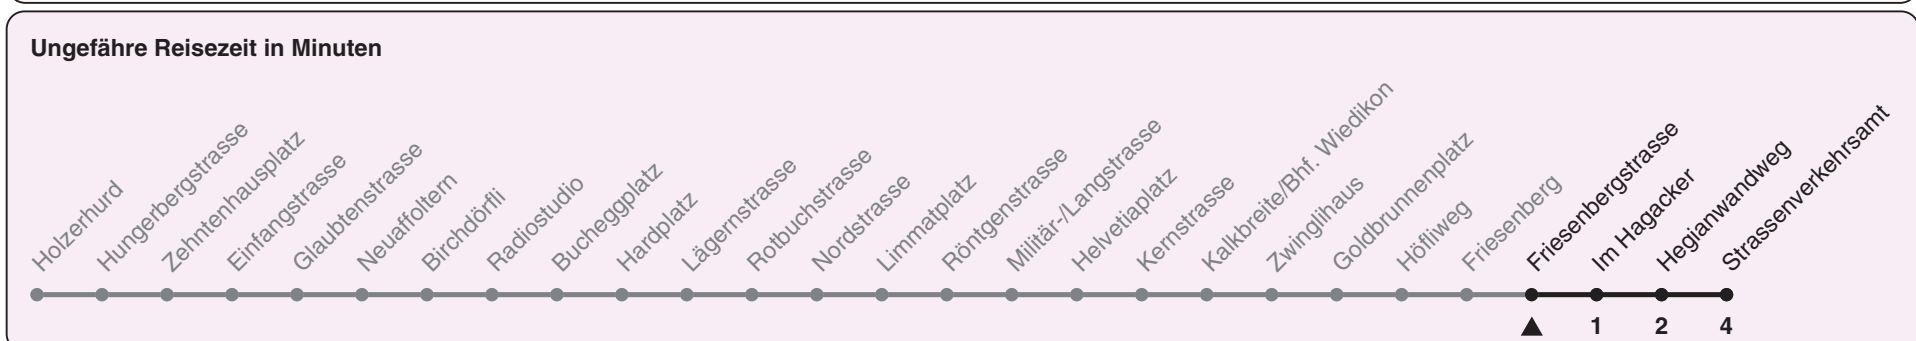 Ungefähre Reisezeit in Minuten
Holzerhurd
Hungerbergstrasse
Zehntenhausplatz
Einfangstrasse
Glaubtenstrasse
Neuaffoltern
Birchdörfli
Radiostudio
Bucheggplatz
Hardplatz
Lägernstrasse
Rotbuchstrasse
Nordstrasse
Limmatplatz
Röntgenstrasse
Militär-/Langstrasse
Helvetiaplatz
Kernstrasse
Kalkbreite/Bhf. Wiedikon
Zwinglihaus
Goldbrunnenplatz
Höfliweg
Friesenberg
Friesenbergstrasse
Im Hagacker
Hegianwandweg
Strassenverkehrsamt
1 2 4